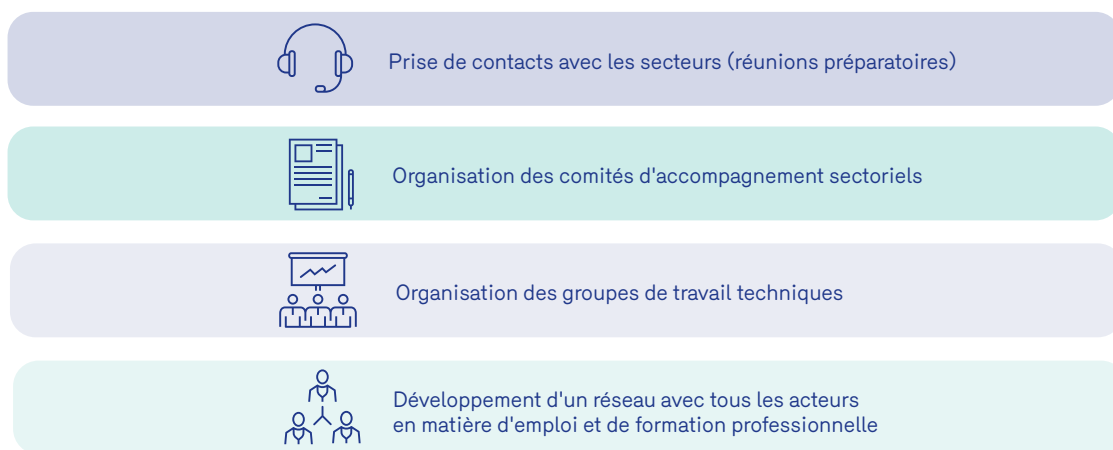 Prise de contacts avec les secteurs (réunions préparatoires)
Organisation des comités d'accompagnement sectoriels
Organisation des groupes de travail techniques
Développement d'un réseau avec tous les acteurs
en matière d'emploi et de formation professionnelle